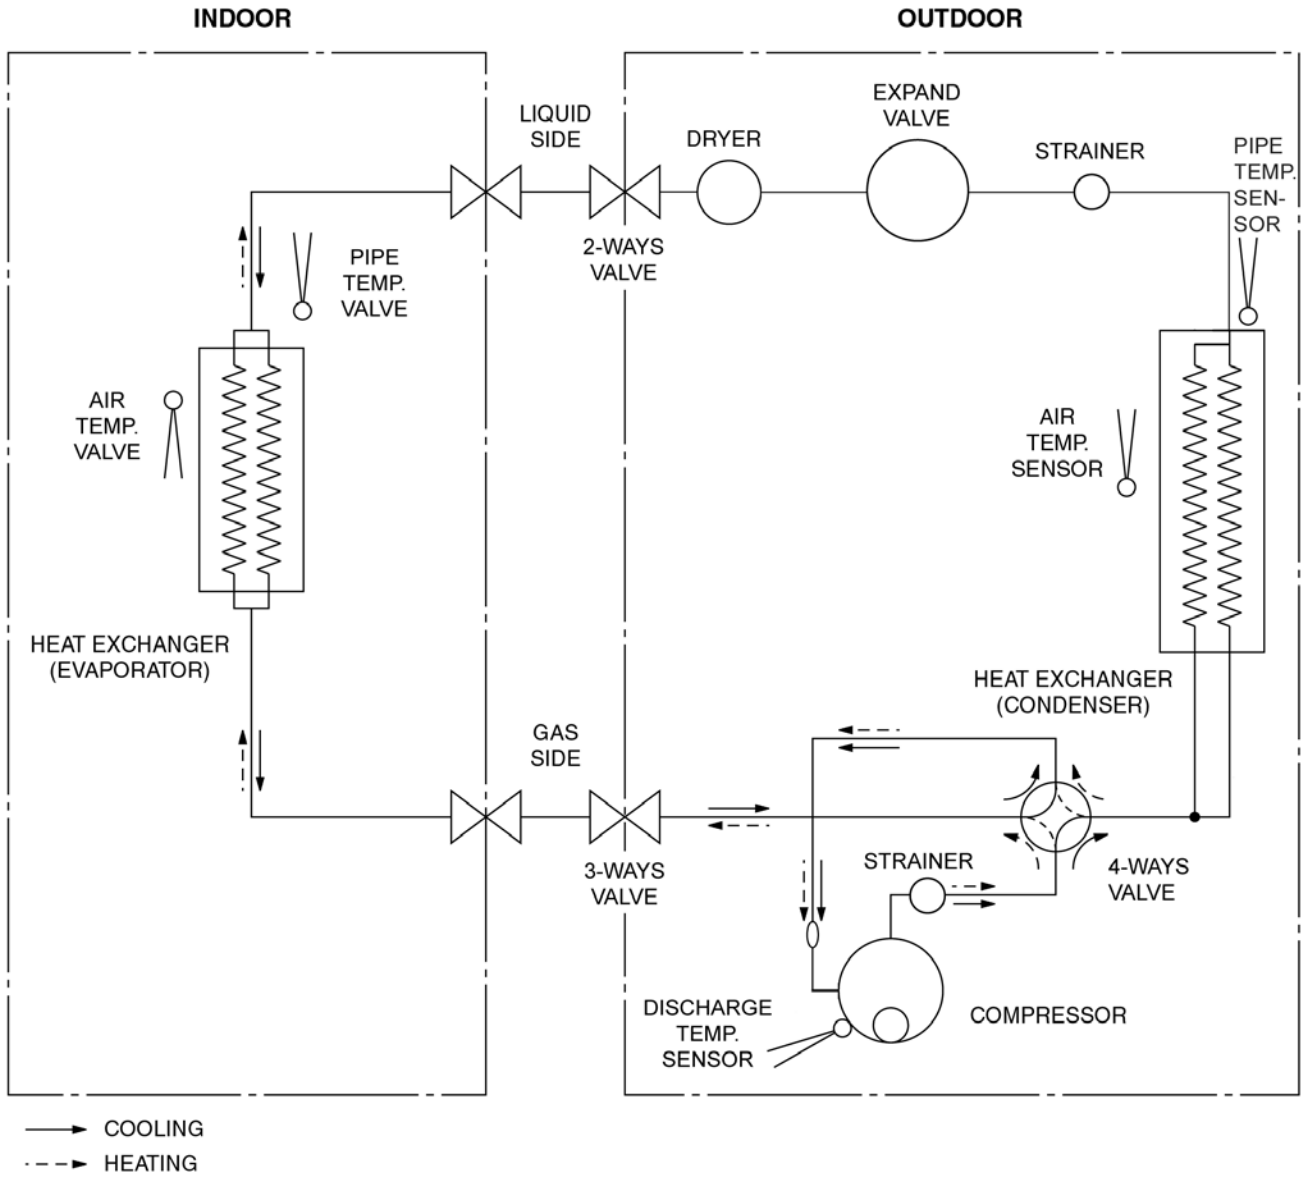 INDOOR
OUTDOOR
EXPAND
VALVE
LIQUID
SIDE
DRYER
STRAINER
PIPE
TEMP.
SEN-
SOR
2-WAYS
VALVE
PIPE
TEMP.
VALVE
AIR
TEMP.
VALVE
AIR
TEMP.
SENSOR
HEAT EXCHANGER
(EVAPORATOR)
HEAT EXCHANGER
(CONDENSER)
GAS
SIDE
3-WAYS
VALVE
STRAINER
4-WAYS
VALVE
DISCHARGE
TEMP.
SENSOR
COMPRESSOR
COOLING
HEATING